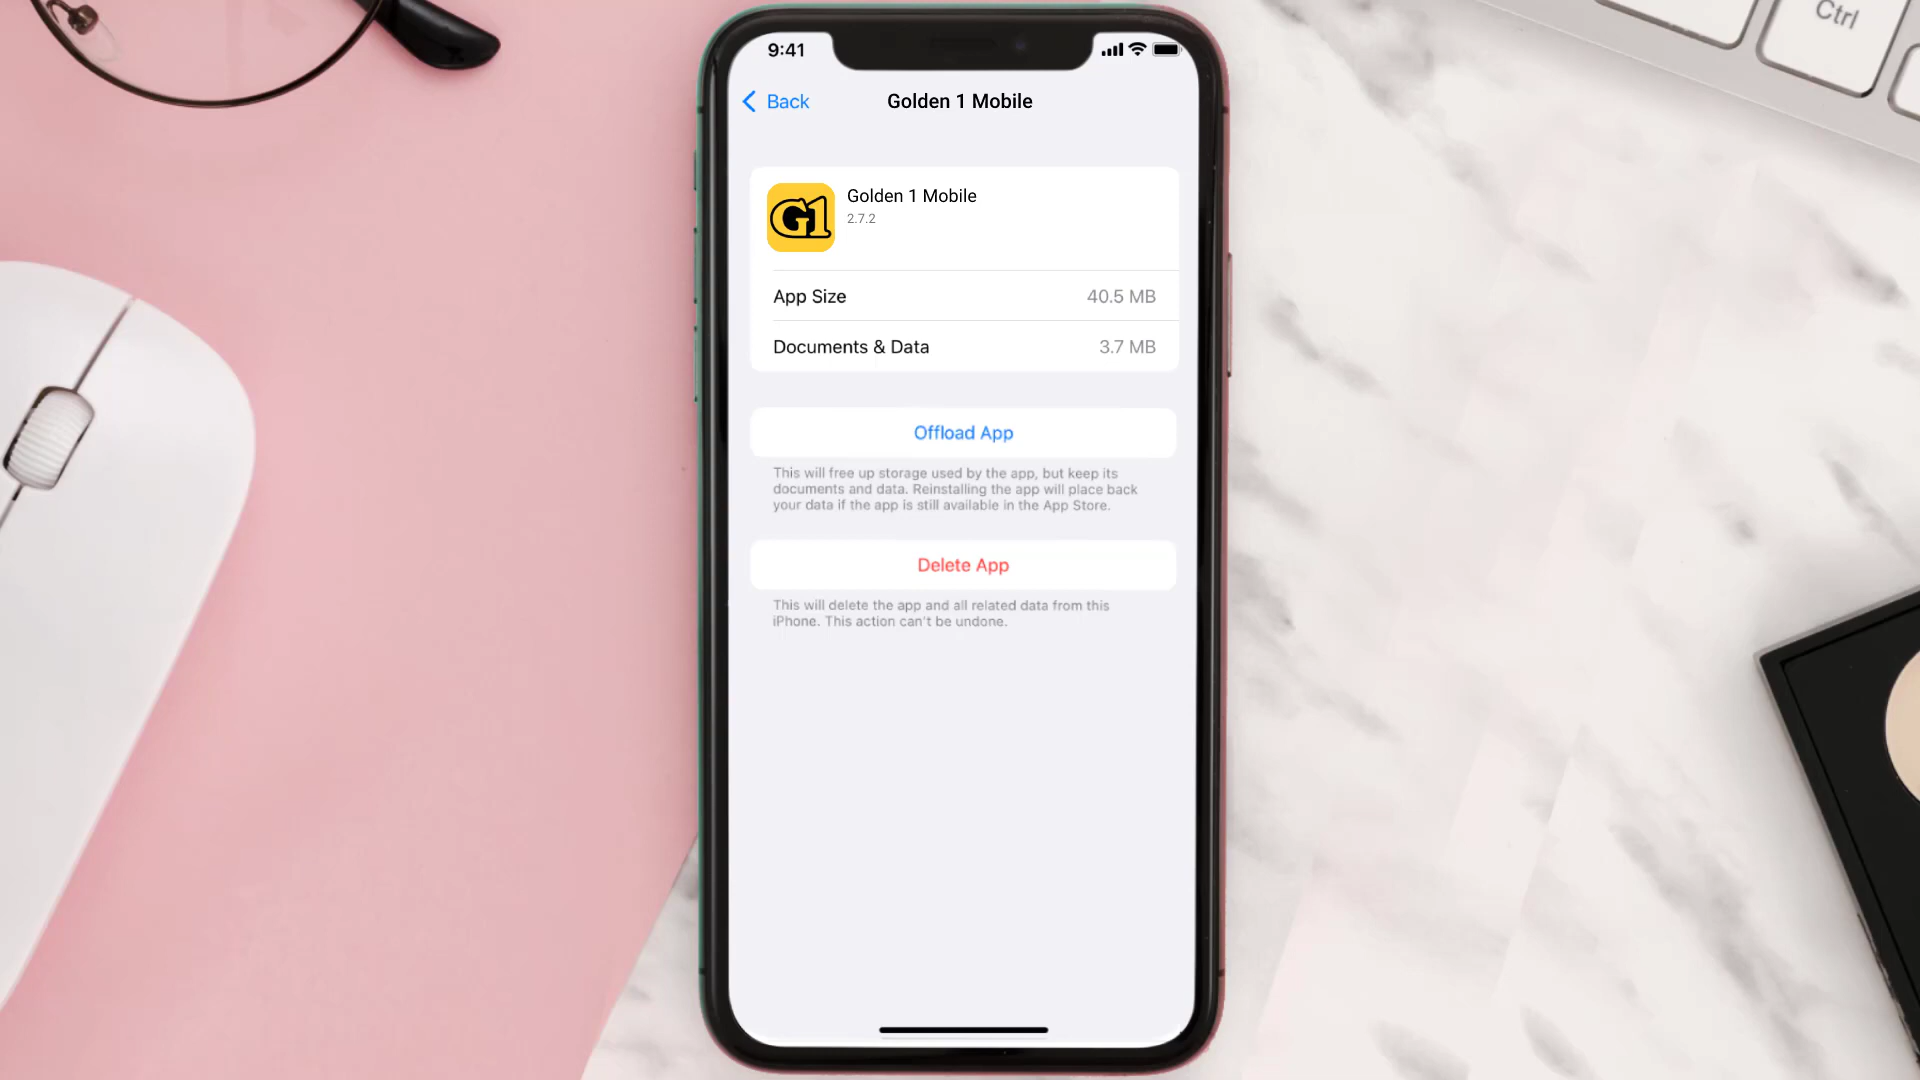 Ctrl
9:41
Back
Golden 1 Mobile
G1
Golden 1 Mobile
2.7.2
App Size
40.5 MB
Documents & Data
3.7 MB
Offload App
This will free up storage used by the app, but keep its
documents and data. Reinstalling the app will place back
your data if the app is still available in the App Store.
Delete App
This will delete the app and all related data from this
iPhone. This action can't be undone.